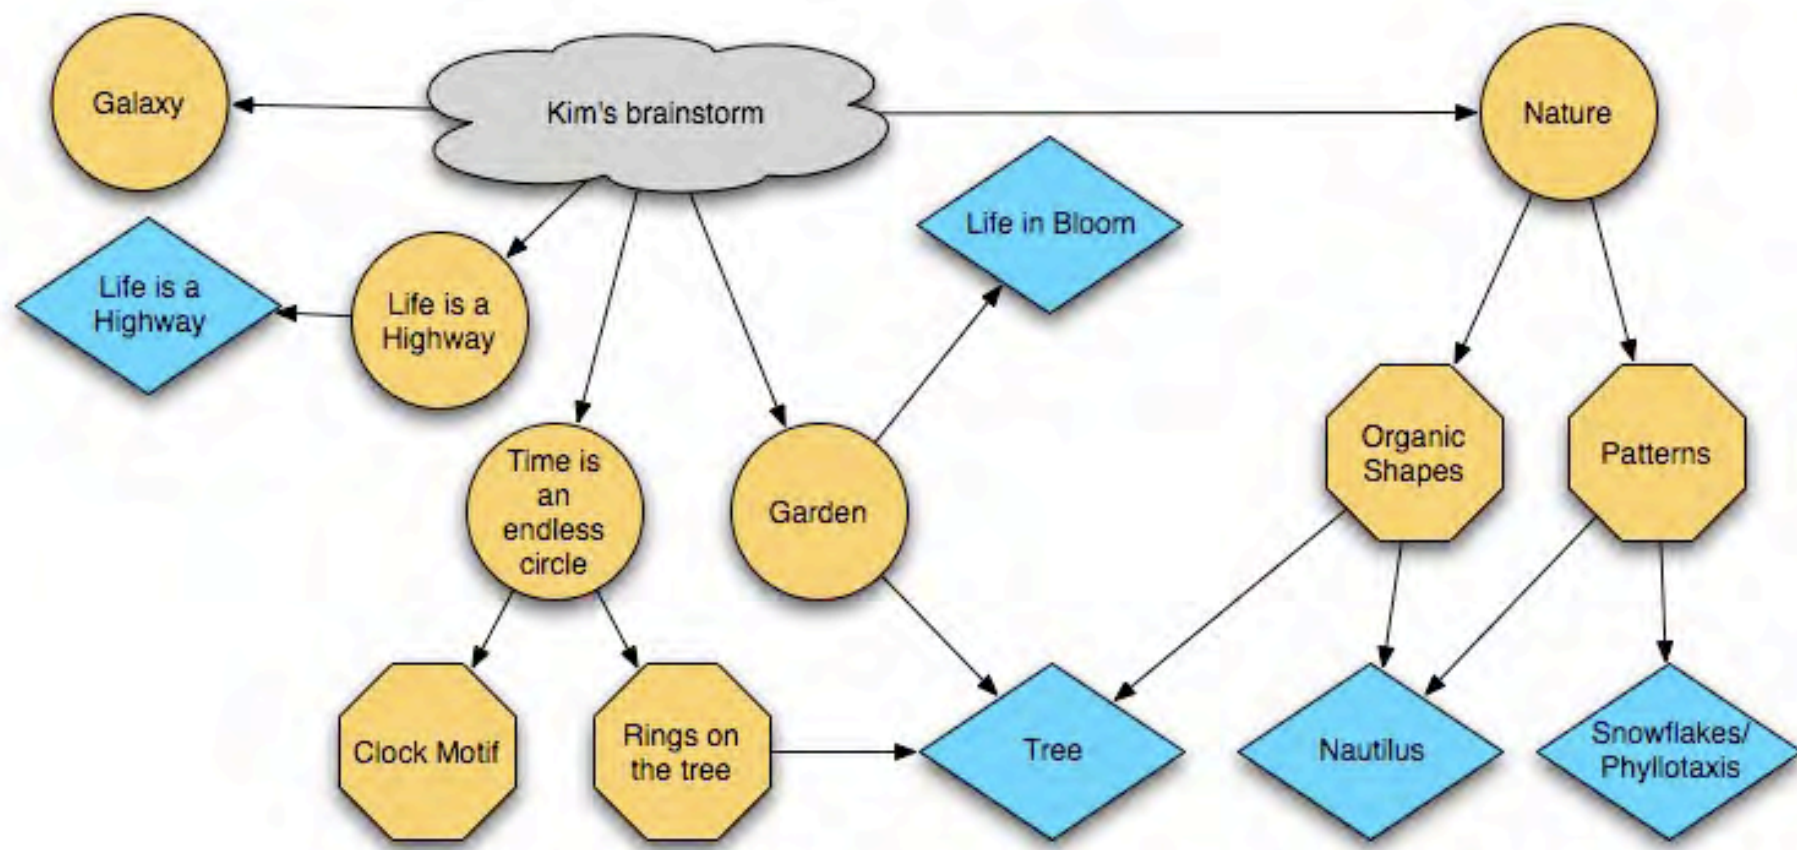 Galaxy
Kim's brainstorm
Nature
Life in Bloom
Life is a
Highway
Life is a
Highway
Organic
Shapes
Patterns
Time is
an
endless
circle
Garden
Clock Motif
Rings on
the tree
Tree
Nautilus
Snowflakes/
Phyllotaxis